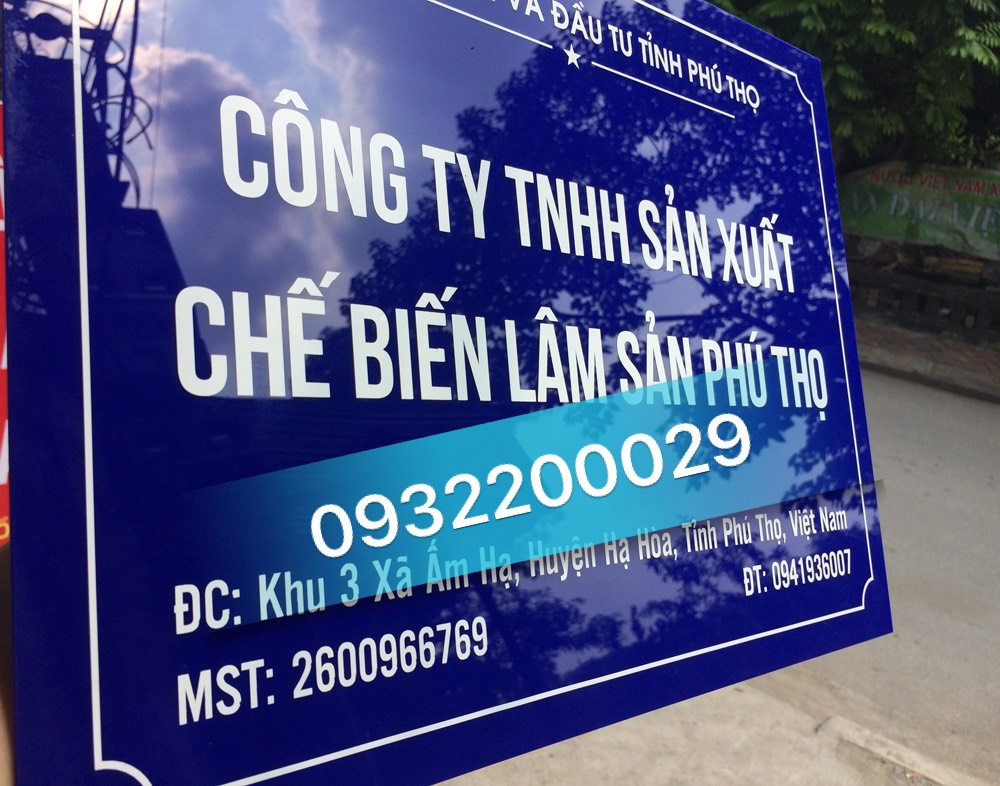 VÀ ĐẦU TƯ TỈNH PHÚ THỌ
CÔNG TY TNHH SẢN XUẤT
CHẾ BIẾN LÂM SẢN PHÚ THỌ
0932200029
ĐC: Khu 3 Xã Ấm Hạ, Huyện Hạ Hòa, Tỉnh Phú Thọ, Việt Nam
ĐT: 0941936007
MST: 2600966769